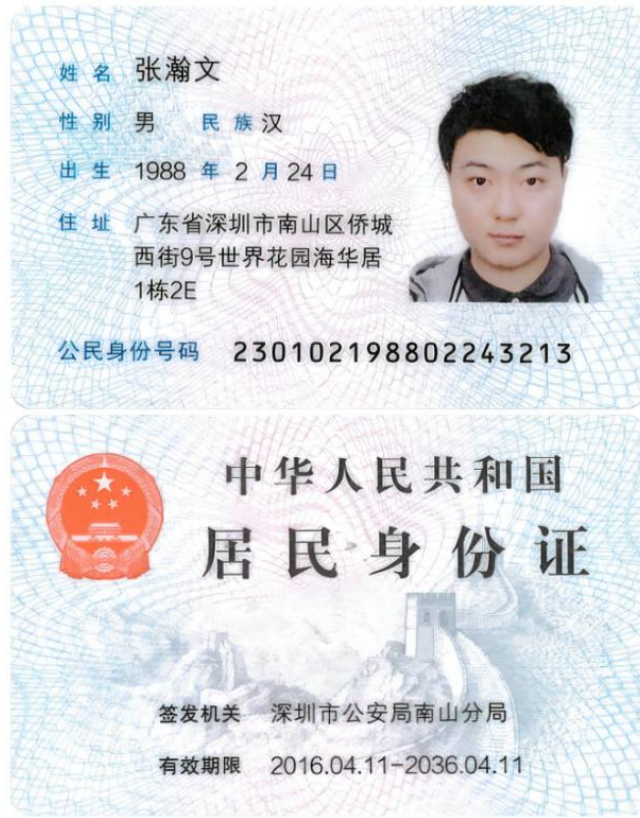 姓名 张瀚文
性别 男 民族 汉
出生 1988 年 2 月 24 日
住址 广东省深圳市南山区侨城
西街9号世界花园海华居
1栋2E
公民身份号码 230102198802243213
中华人民共和国
居民身份证
签发机关 深圳市公安局南山分局
有效期限 2016.04.11-2036.04.11